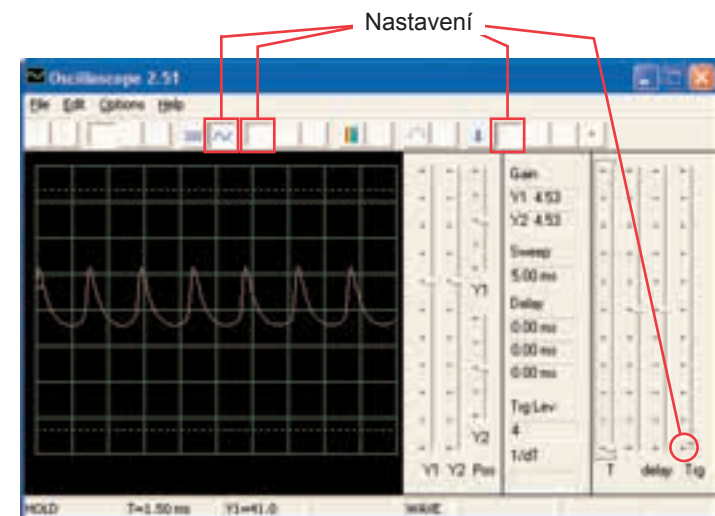 Nastavení
Oscilloscope 2.51
File Edit Options Help
Gain
Y1 4.53
Y2 4.53
Sweep
5.00 ms
Y1
Delay
0.00 ms
0.00 ms
0.00 ms
Trig Lev
4
Y2
1/dT
Y1 Y2 Pos
T delay Trig
HOLD T=1.50 ms Y1=41.0 WAVE